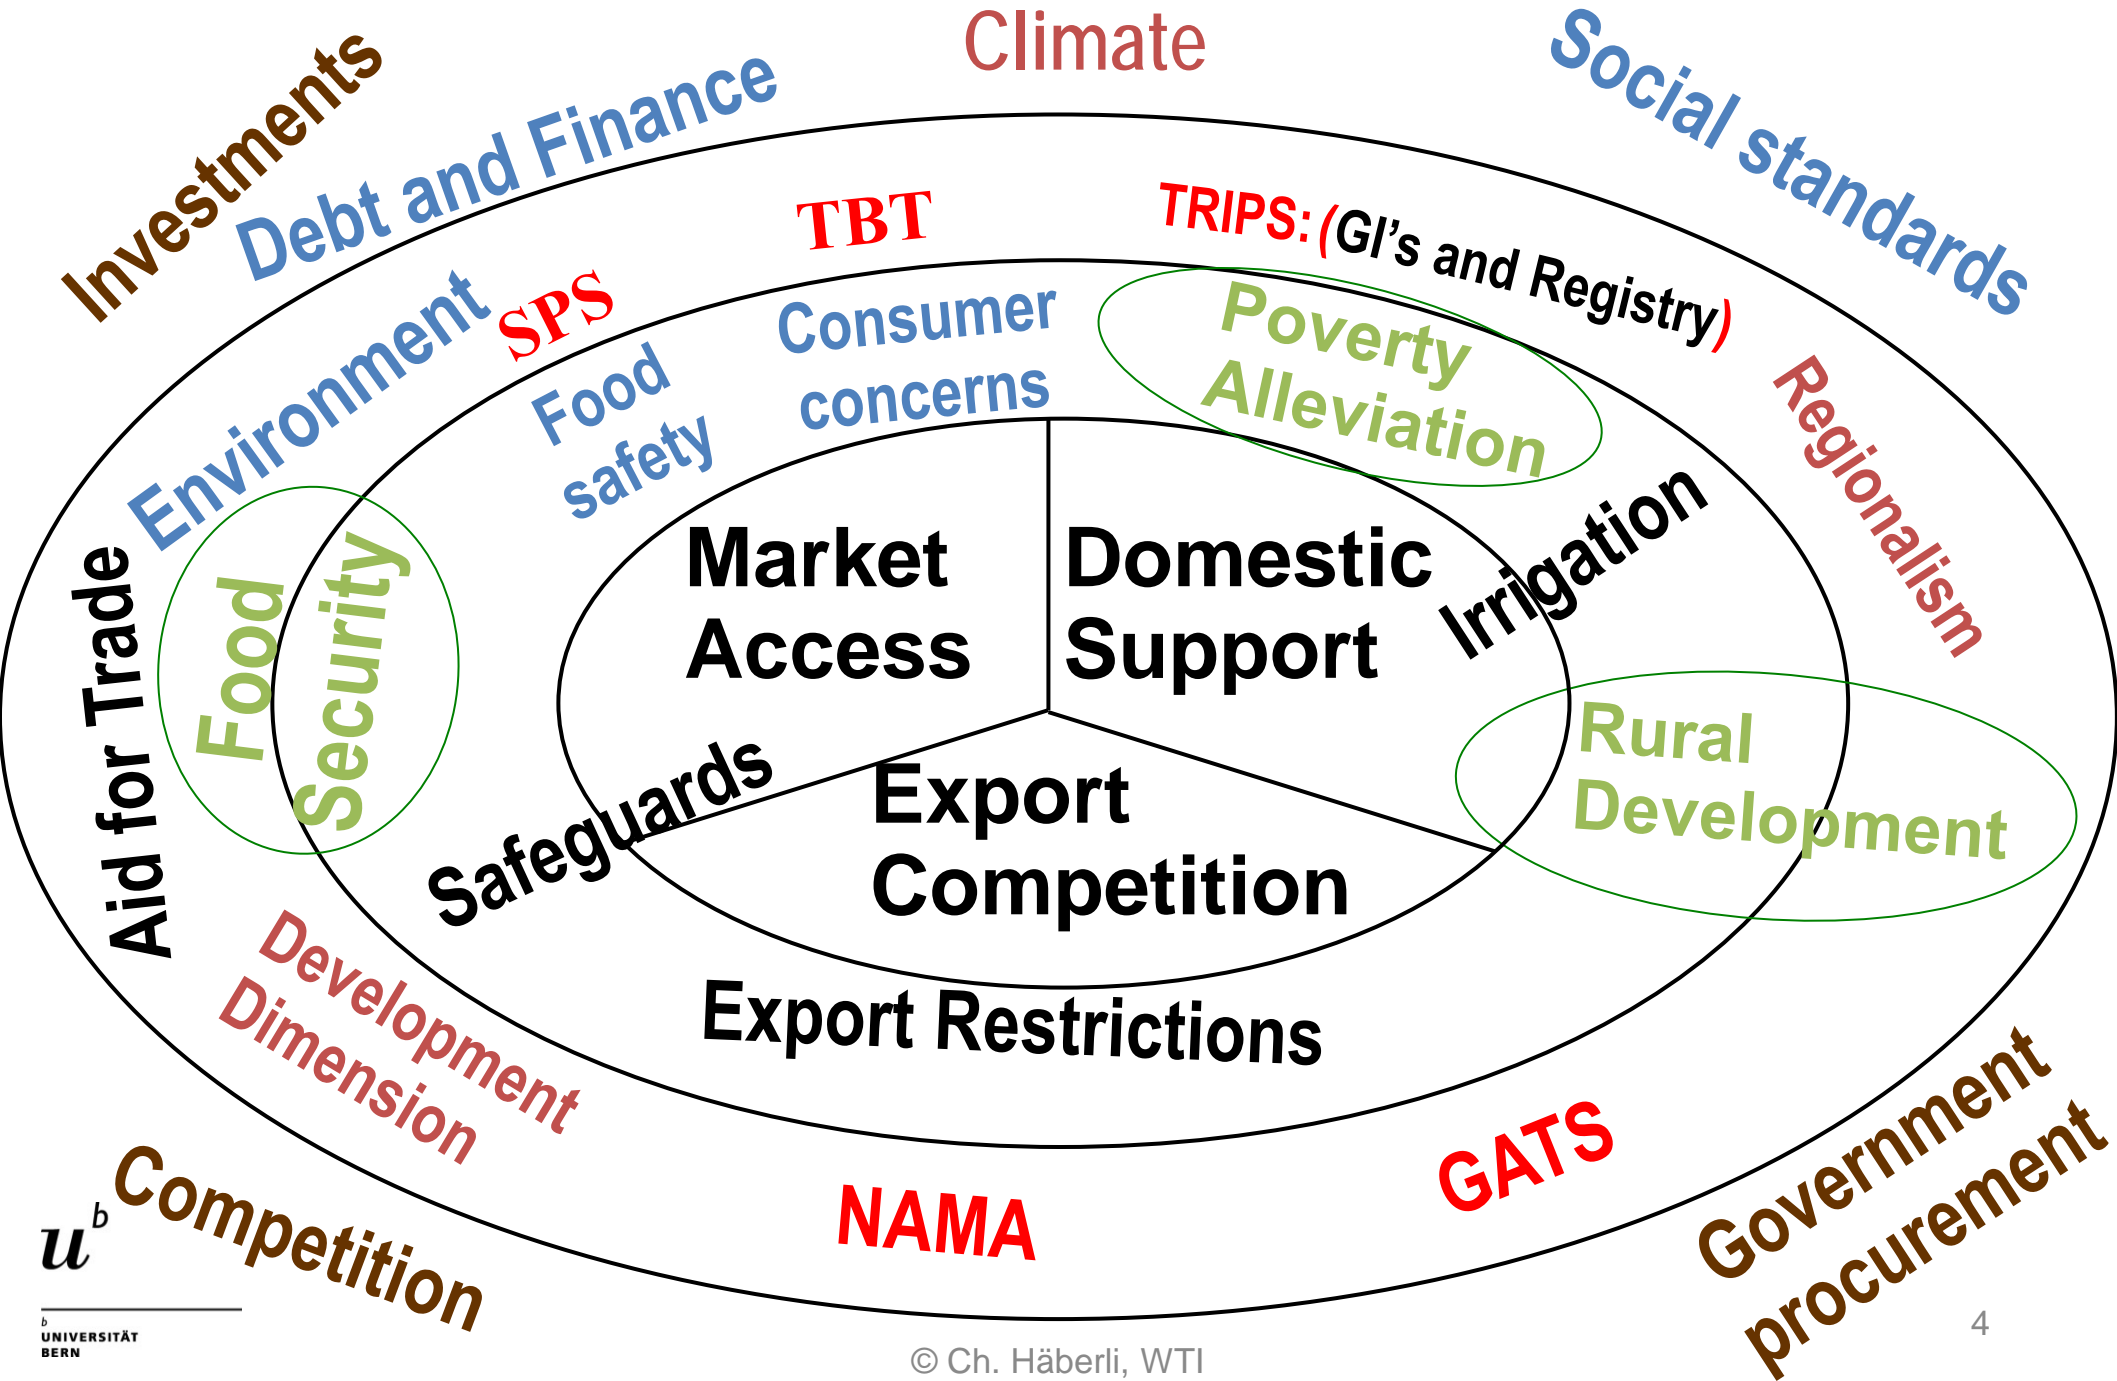 Climate
Investments
Debt and Finance
Social standards
TBT
TRIPS: (GI's and Registry)
SPS
Environment
Consumer
concerns
Food
safety
Poverty
Alleviation
Regionalism
Irrigation
Market
Access
Domestic
Support
Aid for Trade
Food
Security
Rural
Development
Safeguards
Export
Competition
Development
Dimension
Export Restrictions
NAMA
GATS
Competition
Government
procurement
u
b
b
UNIVERSITÄT
BERN
© Ch. Häberli, WTI
4